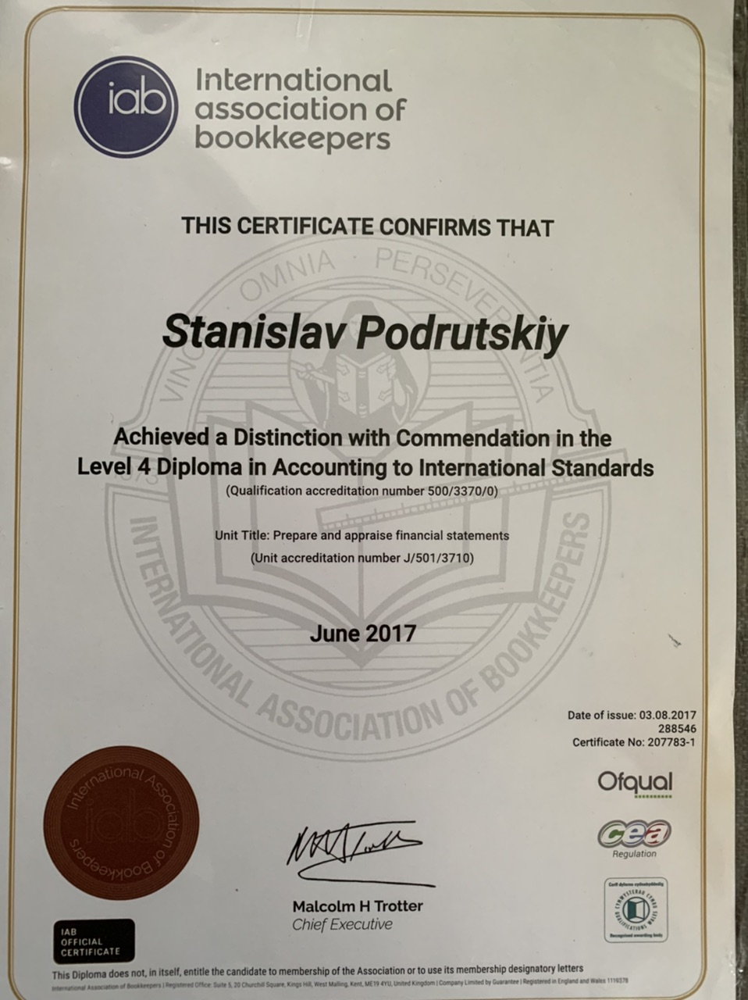 iab
International
association of
bookkeepers
THIS CERTIFICATE CONFIRMS THAT
OMNIA · PERSEVERENTIA
Stanislav Podrutskiy
Achieved a Distinction with Commendation in the
Level 4 Diploma in Accounting to International Standards
(Qualification accreditation number 500/3370/0)
Unit Title: Prepare and appraise financial statements
(Unit accreditation number J/501/3710)
INTERNATIONAL ASSOCIATION OF BOOKKEEPERS
June 2017
Date of issue: 03.08.2017
288546
Certificate No: 207783-1
Ofqual
International Association of Bookkeepers
iab
cea
Regulation
QUALIFICATIONS WALES
Recognised awarding body
Malcolm H Trotter
Chief Executive
IAB
OFFICIAL
CERTIFICATE
This Diploma does not, in itself, entitle the candidate to membership of the Association or to use its membership designatory letters
International Association of Bookkeepers | Registered Office: Suite 5, 20 Churchill Square, Kings Hill, West Malling, Kent, ME19 4YU, United Kingdom | Company Limited by Guarantee | Registered in England and Wales 1119378